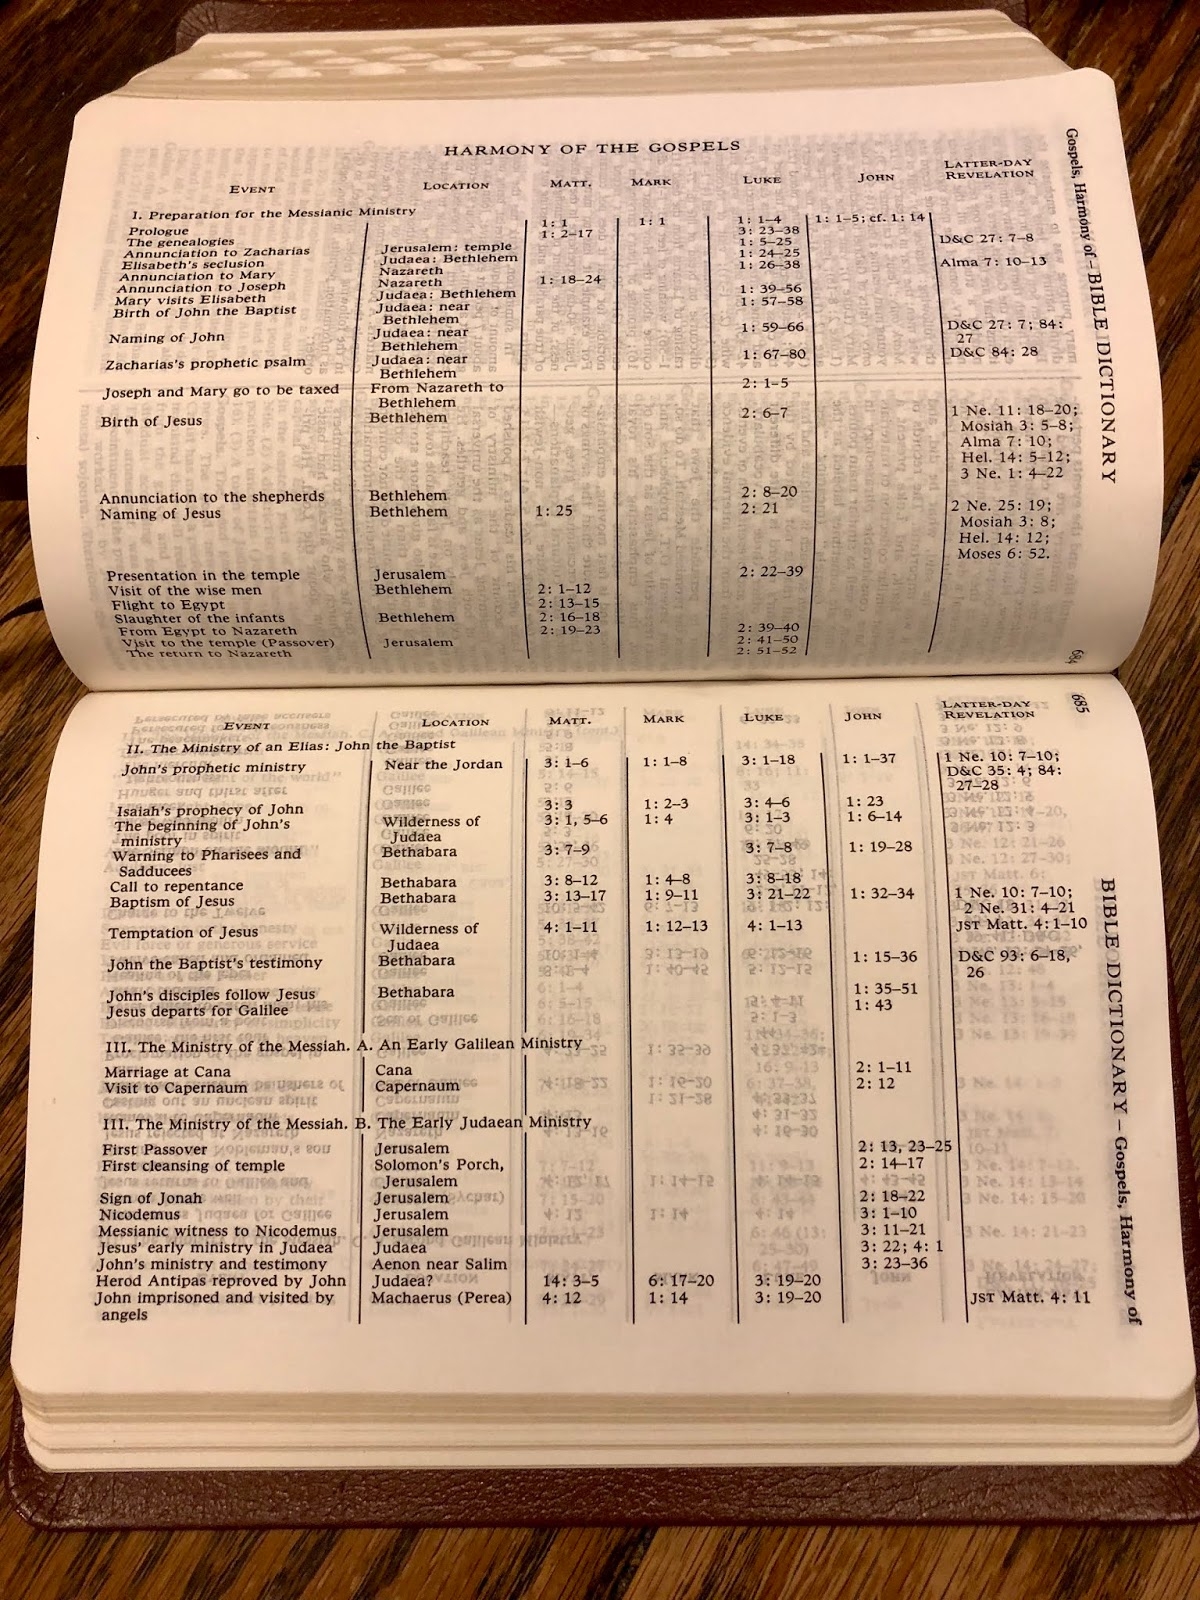 Gospels, Harmony of – BIBLE DICTIONARY
684
HARMONY OF THE GOSPELS
EVENT LOCATION MATT. MARK LUKE JOHN LATTER-DAY
REVELATION
I. Preparation for the Messianic Ministry
Prologue 1: 1 1: 1 1: 1–4 1: 1–5; cf. 1: 14
The genealogies 1: 2–17 3: 23–38
Annunciation to Zacharias Jerusalem: temple 1: 5–25 D&C 27: 7–8
Elisabeth's seclusion Judaea: Bethlehem 1: 24–25
Annunciation to Mary Nazareth 1: 26–38 Alma 7: 10–13
Annunciation to Joseph Nazareth 1: 18–24
Mary visits Elisabeth Judaea: Bethlehem 1: 39–56
Birth of John the Baptist Judaea: near 1: 57–58
Bethlehem
Naming of John Judaea: near 1: 59–66 D&C 27: 7; 84:
Bethlehem 27
Zacharias's prophetic psalm Judaea: near 1: 67–80 D&C 84: 28
Bethlehem
Joseph and Mary go to be taxed From Nazareth to 2: 1–5
Bethlehem
Birth of Jesus Bethlehem 2: 6–7 1 Ne. 11: 18–20;
Mosiah 3: 5–8;
Alma 7: 10;
Hel. 14: 5–12;
3 Ne. 1: 4–22
Annunciation to the shepherds Bethlehem 2: 8–20
Naming of Jesus Bethlehem 1: 25 2: 21 2 Ne. 25: 19;
Mosiah 3: 8;
Hel. 14: 12;
Moses 6: 52.
Presentation in the temple Jerusalem 2: 22–39
Visit of the wise men Bethlehem 2: 1–12
Flight to Egypt 2: 13–15
Slaughter of the infants Bethlehem 2: 16–18
From Egypt to Nazareth 2: 19–23 2: 39–40
Visit to the temple (Passover) Jerusalem 2: 41–50
The return to Nazareth 2: 51–52
685
BIBLE DICTIONARY – Gospels, Harmony of
EVENT LOCATION MATT. MARK LUKE JOHN LATTER-DAY
REVELATION
II. The Ministry of an Elias: John the Baptist
John's prophetic ministry Near the Jordan 3: 1–6 1: 1–8 3: 1–18 1: 1–37 1 Ne. 10: 7–10;
D&C 35: 4; 84:
27–28
Isaiah's prophecy of John 3: 3 1: 2–3 3: 4–6 1: 23
The beginning of John's Wilderness of 3: 1, 5–6 1: 4 3: 1–3 1: 6–14
ministry Judaea
Warning to Pharisees and Bethabara 3: 7–9 3: 7–8 1: 19–28
Sadducees
Call to repentance Bethabara 3: 8–12 1: 4–8 3: 8–18
Baptism of Jesus Bethabara 3: 13–17 1: 9–11 3: 21–22 1: 32–34 1 Ne. 10: 7–10;
2 Ne. 31: 4–21
Temptation of Jesus Wilderness of 4: 1–11 1: 12–13 4: 1–13 JST Matt. 4: 1–10
Judaea
John the Baptist's testimony Bethabara 1: 15–36 D&C 93: 6–18,
26
John's disciples follow Jesus Bethabara 1: 35–51
Jesus departs for Galilee 1: 43
III. The Ministry of the Messiah. A. An Early Galilean Ministry
Marriage at Cana Cana 2: 1–11
Visit to Capernaum Capernaum 2: 12
III. The Ministry of the Messiah. B. The Early Judaean Ministry
First Passover Jerusalem 2: 13, 23–25
First cleansing of temple Solomon's Porch, 2: 14–17
Jerusalem
Sign of Jonah Jerusalem 2: 18–22
Nicodemus Jerusalem 3: 1–10
Messianic witness to Nicodemus Jerusalem 3: 11–21
Jesus' early ministry in Judaea Judaea 3: 22; 4: 1
John's ministry and testimony Aenon near Salim 3: 23–36
Herod Antipas reproved by John Judaea? 14: 3–5 6: 17–20 3: 19–20
John imprisoned and visited by Machaerus (Perea) 4: 12 1: 14 3: 19–20 JST Matt. 4: 11
angels